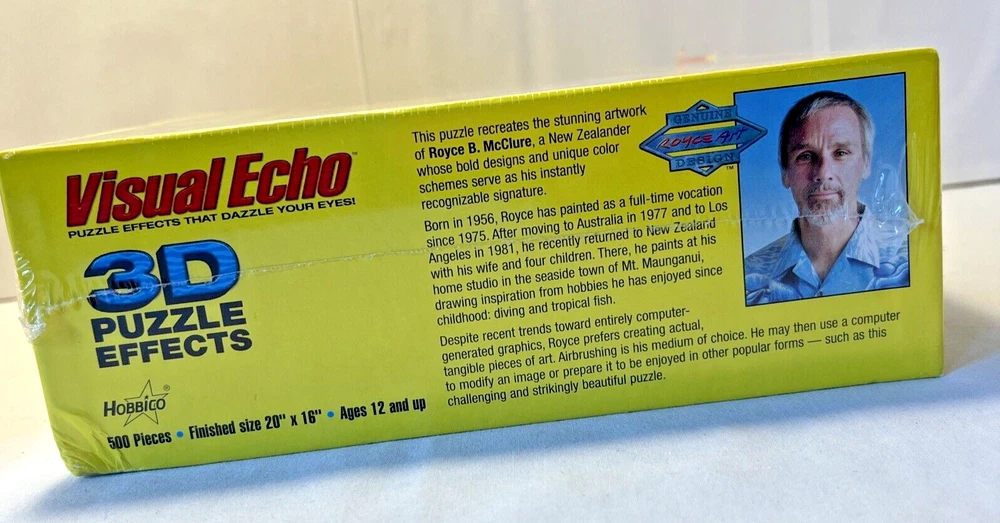 Visual Echo™
PUZZLE EFFECTS THAT DAZZLE YOUR EYES!
3D
PUZZLE
EFFECTS
HOBBICO®
500 Pieces • Finished size 20" x 16" • Ages 12 and up
This puzzle recreates the stunning artwork
of Royce B. McClure, a New Zealander
whose bold designs and unique color
schemes serve as his instantly
recognizable signature.
Born in 1956, Royce has painted as a full-time vocation
since 1975. After moving to Australia in 1977 and to Los
Angeles in 1981, he recently returned to New Zealand
with his wife and four children. There, he paints at his
home studio in the seaside town of Mt. Maunganui,
drawing inspiration from hobbies he has enjoyed since
childhood: diving and tropical fish.
Despite recent trends toward entirely computer-
generated graphics, Royce prefers creating actual,
tangible pieces of art. Airbrushing is his medium of choice. He may then use a computer
to modify an image or prepare it to be enjoyed in other popular forms — such as this
challenging and strikingly beautiful puzzle.
GENUINE
ROYCE Art
DESIGN™